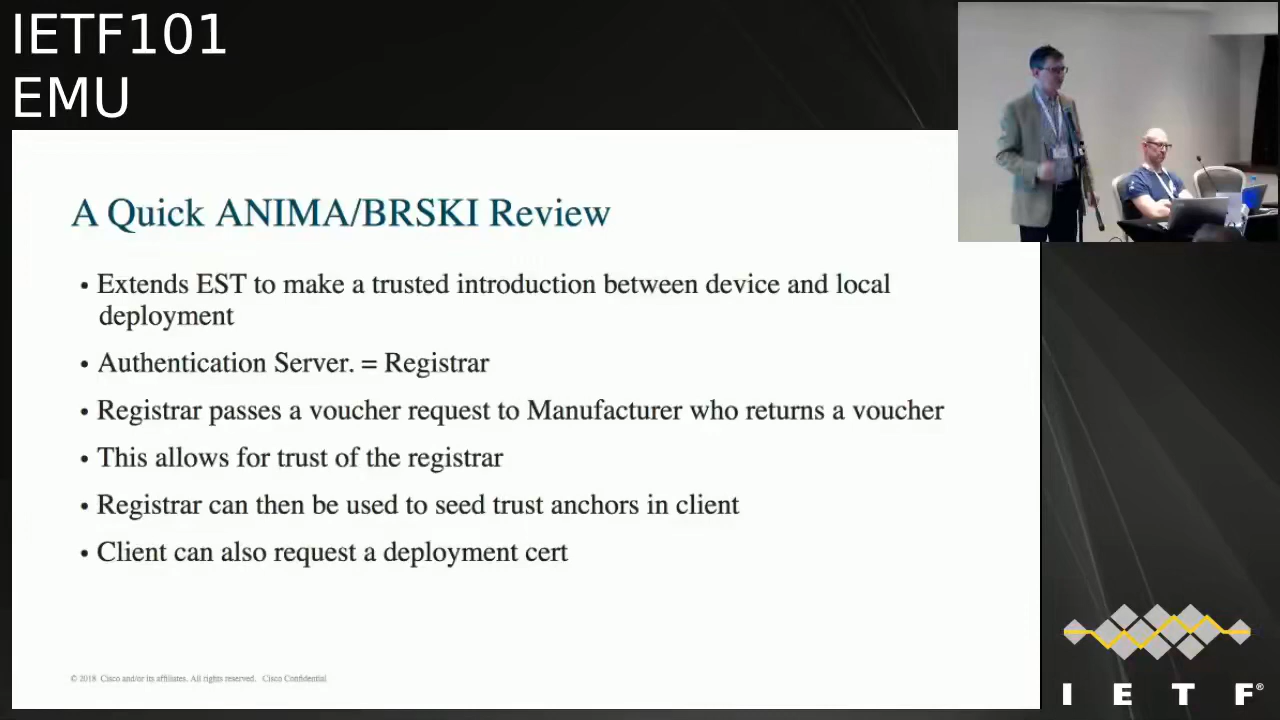 IETF101
EMU
A Quick ANIMA/BRSKI Review
• Extends EST to make a trusted introduction between device and local
deployment
• Authentication Server. = Registrar
• Registrar passes a voucher request to Manufacturer who returns a voucher
• This allows for trust of the registrar
• Registrar can then be used to seed trust anchors in client
• Client can also request a deployment cert
© 2018 Cisco and/or its affiliates. All rights reserved. Cisco Confidential
I E T F®